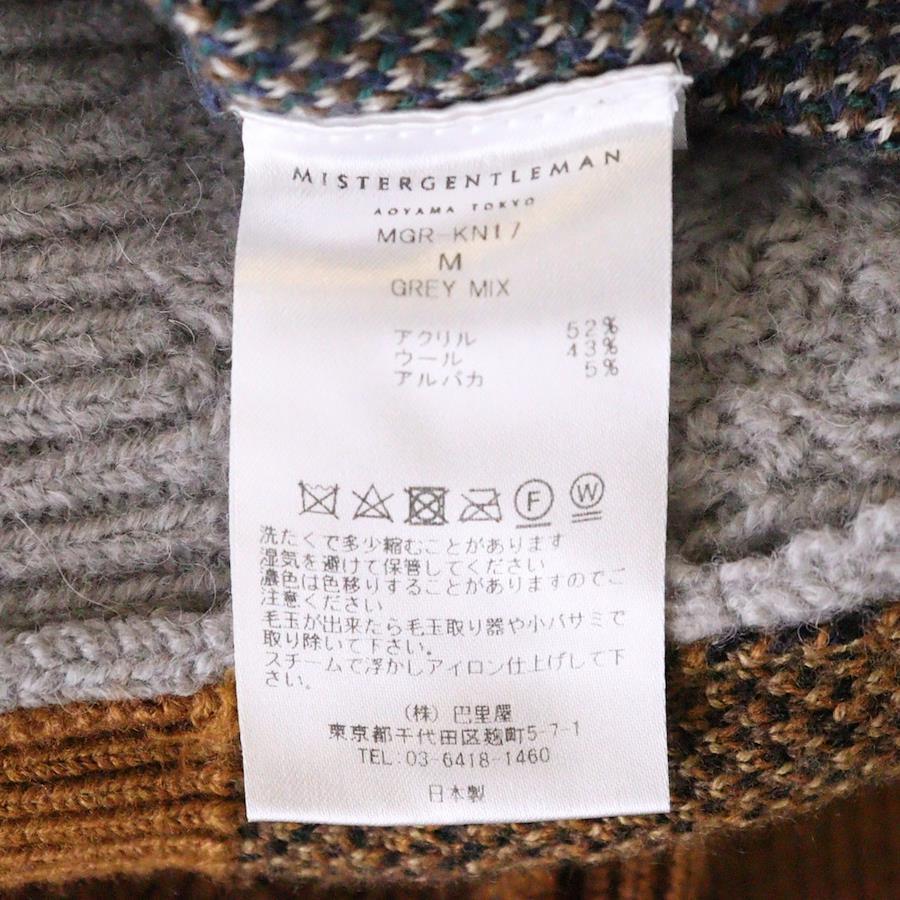 MISTERGENTLEMAN
AOYAMA TOKYO
MGR-KN17
M
GREY MIX
アクリル 52%
ウール 43%
アルパカ 5%
F W
洗たくで多少縮むことがあります
湿気を避けて保管してください
濃色は色移りすることがありますのでご
注意ください
毛玉が出来たら毛玉取り器や小バサミで
取り除いて下さい。
スチームで浮かしアイロン仕上げして下
さい。
(株) 巴里屋
東京都千代田区麹町5-7-1
TEL:03-6418-1460
日本製